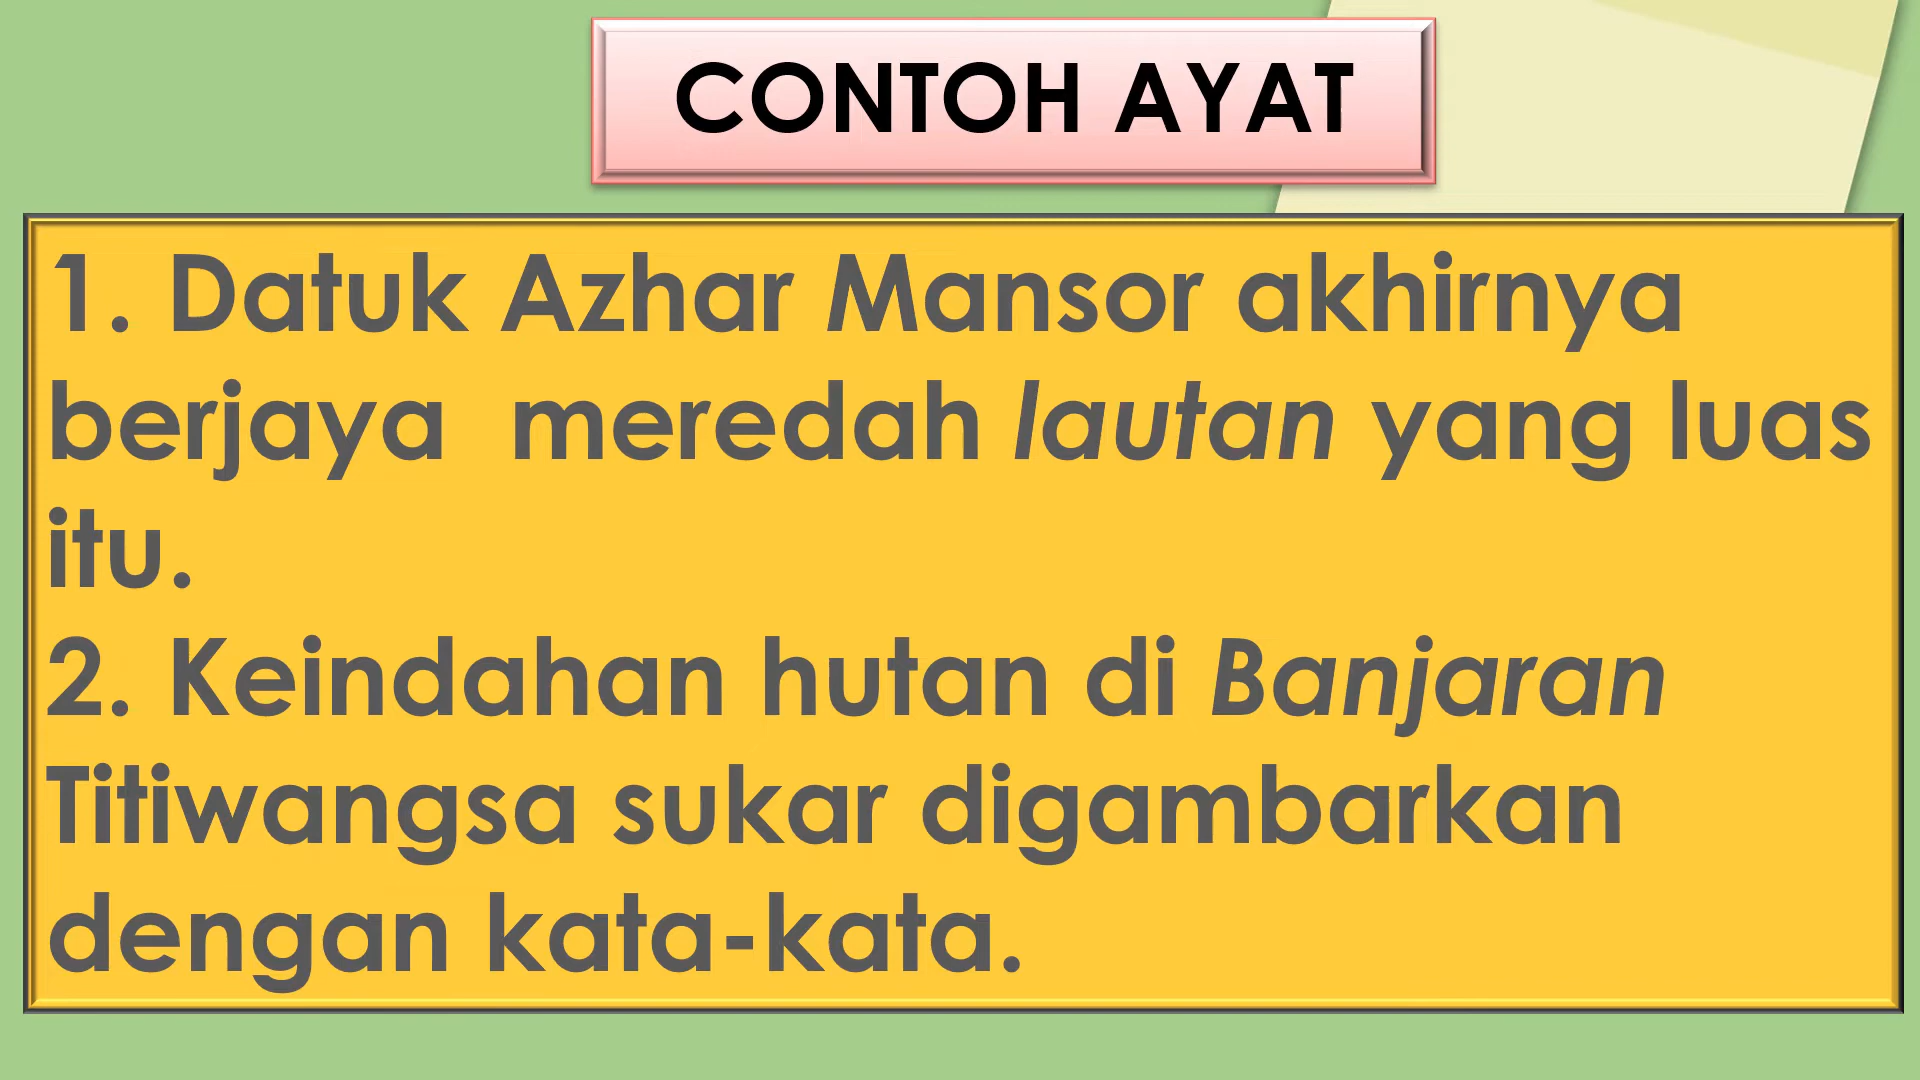 CONTOH AYAT
1. Datuk Azhar Mansor akhirnya
berjaya  meredah lautan yang luas
itu.
2. Keindahan hutan di Banjaran
Titiwangsa sukar digambarkan
dengan kata-kata.